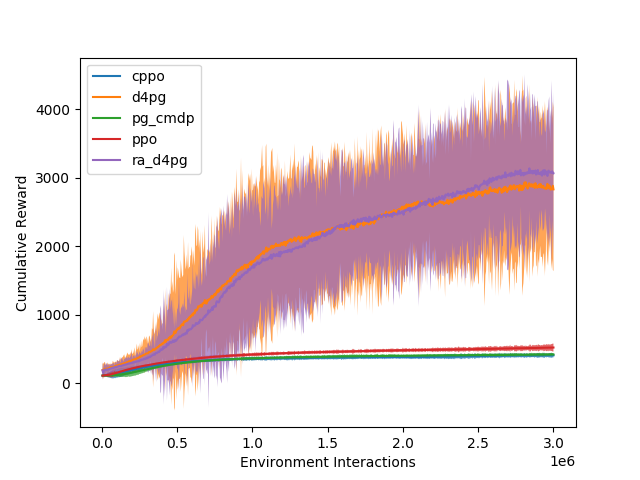 cppo
d4pg
pg_cmdp
ppo
ra_d4pg
4000
3000
2000
1000
0
Cumulative Reward
0.0 0.5 1.0 1.5 2.0 2.5 3.0
1e6
Environment Interactions